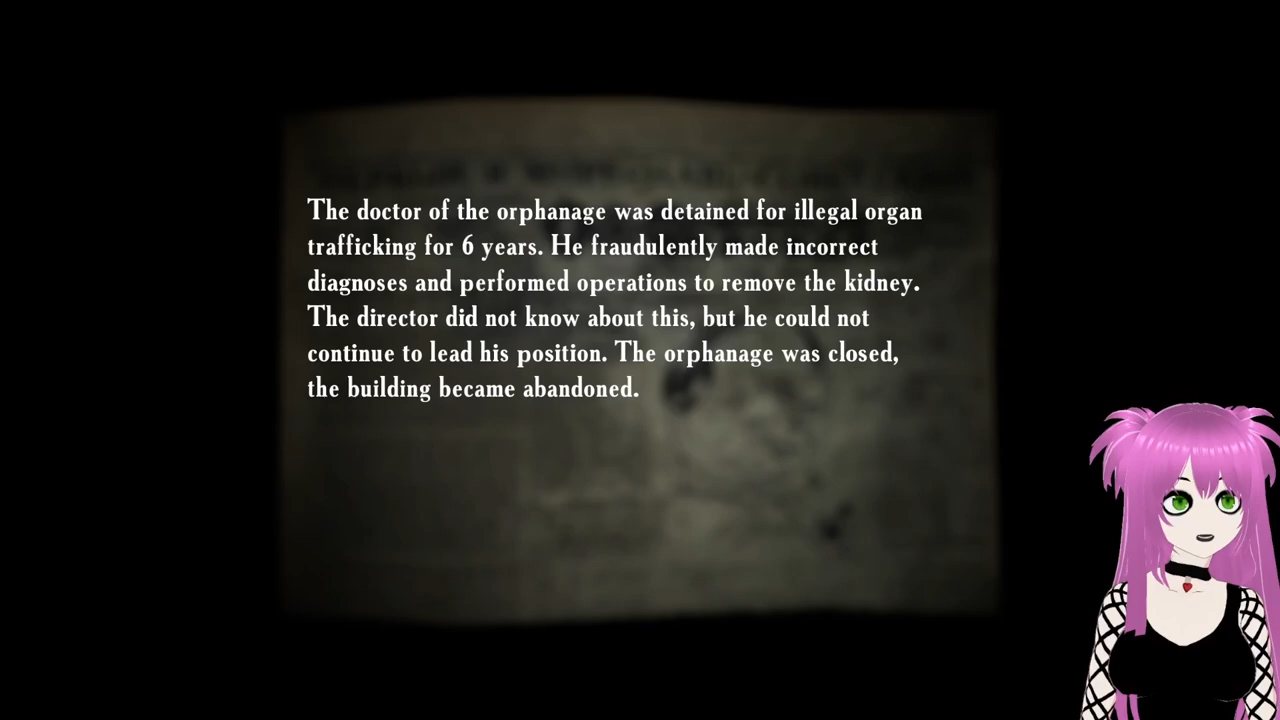 The doctor of the orphanage was detained for illegal organ
trafficking for 6 years. He fraudulently made incorrect
diagnoses and performed operations to remove the kidney.
The director did not know about this, but he could not
continue to lead his position. The orphanage was closed,
the building became abandoned.